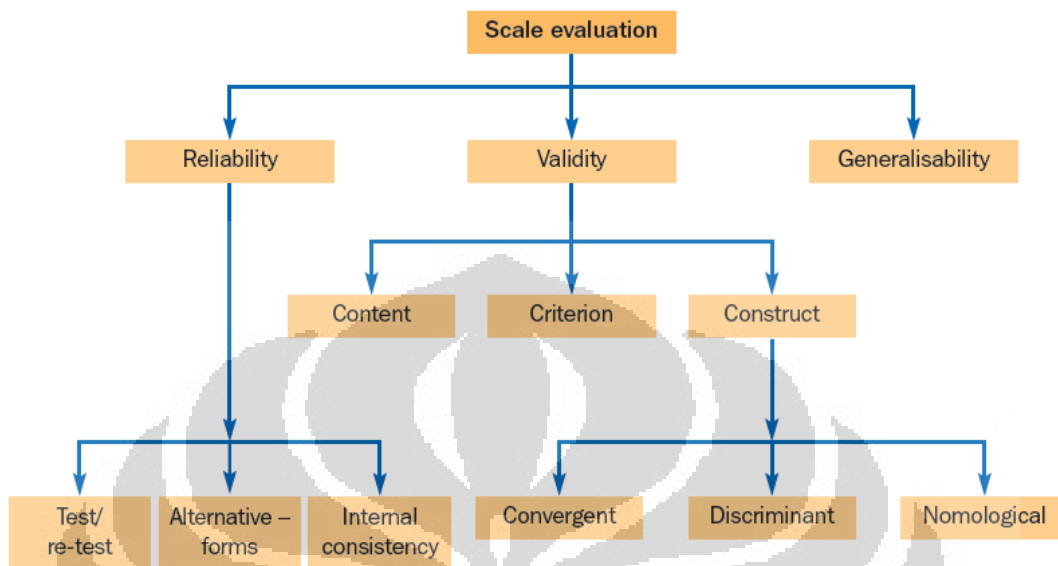 Scale evaluation
Reliability
Validity
Generalisability
Content
Criterion
Construct
Test/
re-test
Alternative –
forms
Internal
consistency
Convergent
Discriminant
Nomological